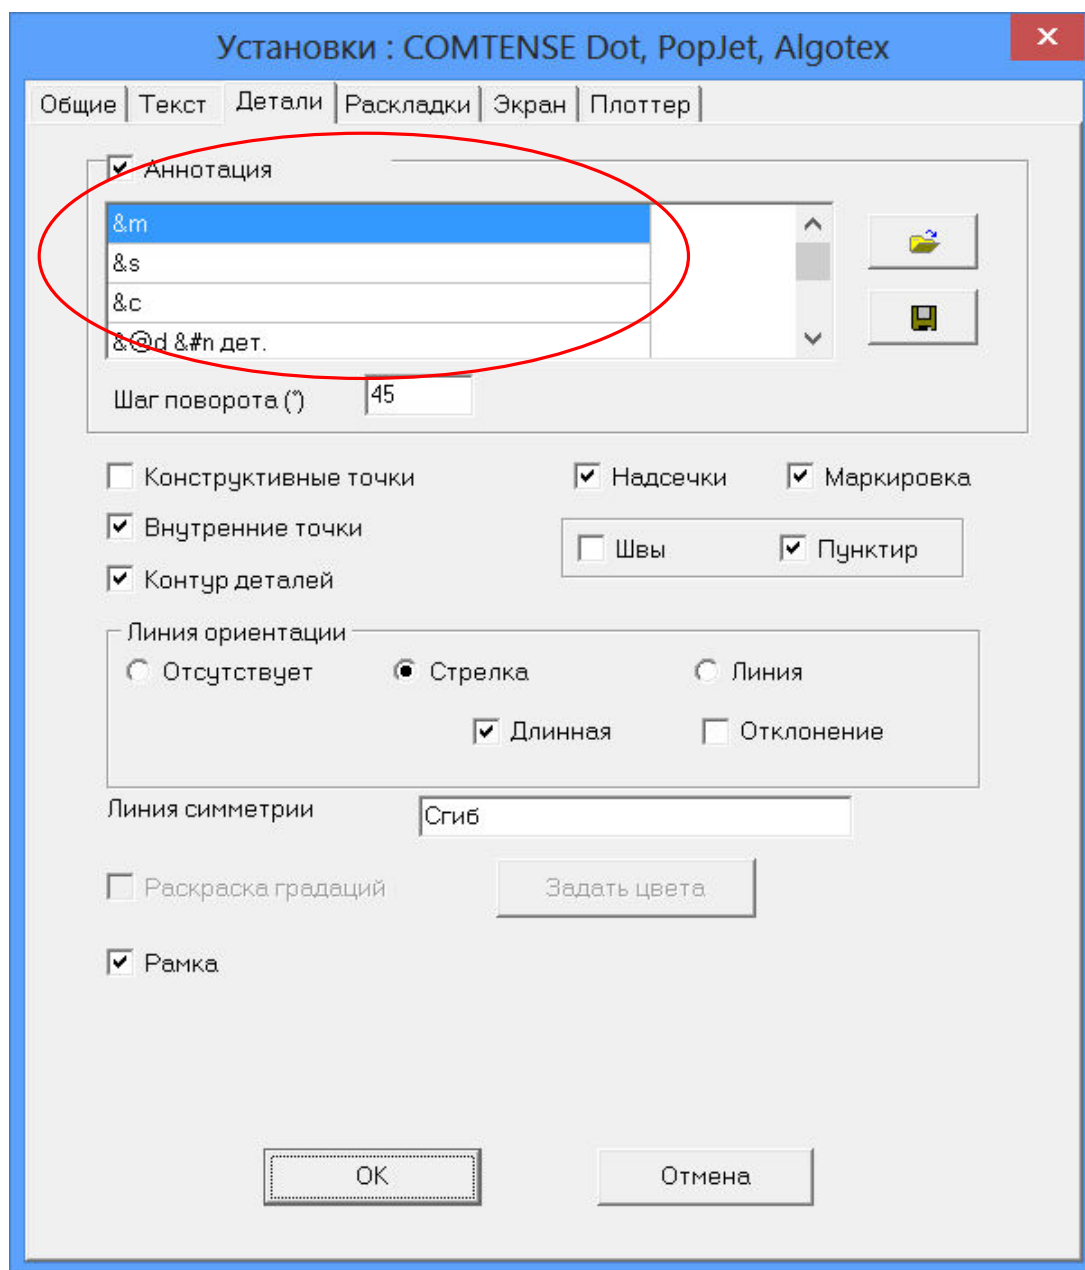 Установки : COMTENSE Dot, PopJet, Algotex
Общие Текст Детали Раскладки Экран Плоттер
Аннотация
&m
&s
&c
&@d &#n дет.
Шаг поворота (°) 45
Конструктивные точки Надсечки Маркировка
Внутренние точки
Швы Пунктир
Контур деталей
Линия ориентации
Отсутствует Стрелка Линия
Длинная Отклонение
Линия симметрии Сгиб
Раскраска градаций Задать цвета
Рамка
OK Отмена